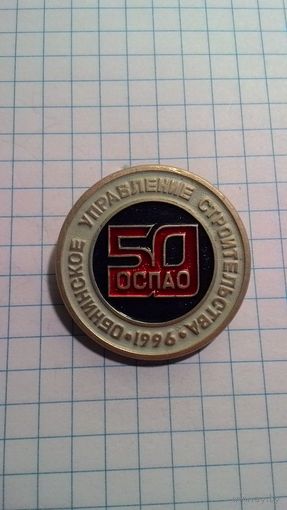 ОБНИНСКОЕ УПРАВЛЕНИЕ СТРОИТЕЛЬСТВА
• 1996 •
50
ОСПАО